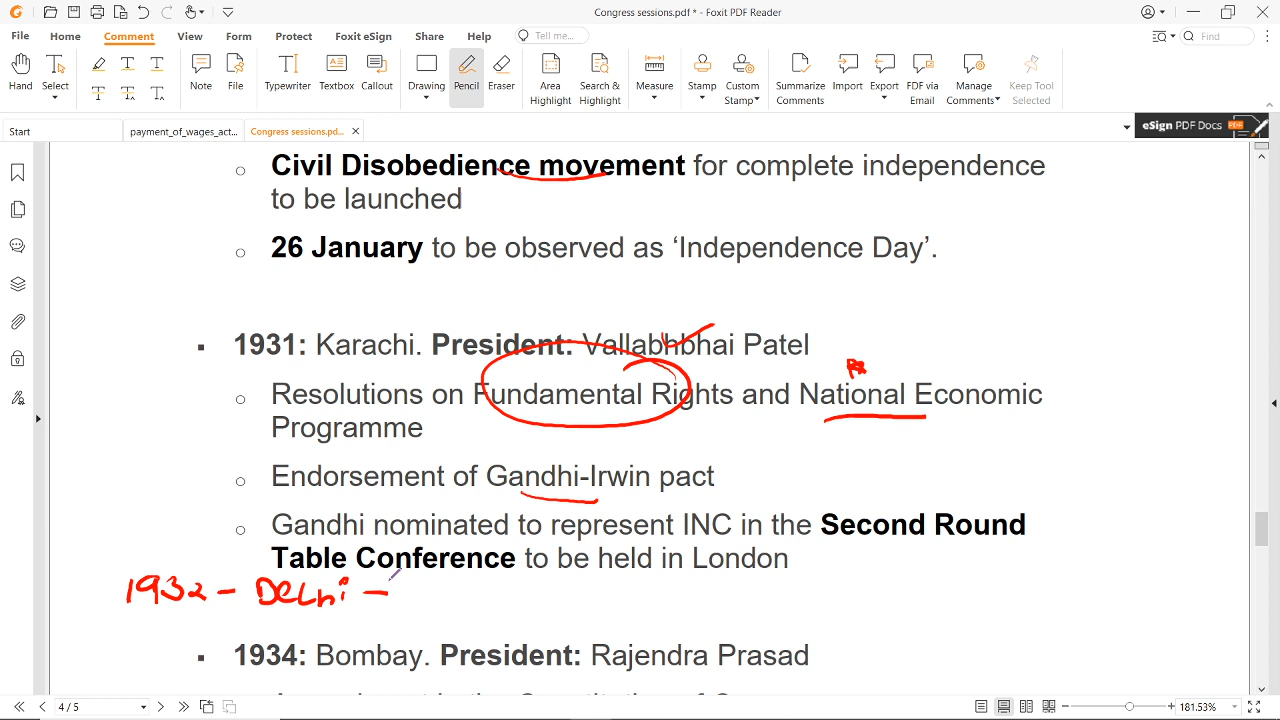 Congress sessions.pdf * - Foxit PDF Reader
File Home Comment View Form Protect Foxit eSign Share Help Tell me... Find
Hand Select Note File Typewriter Textbox Callout Drawing Pencil Eraser Area Highlight Search & Highlight Measure Stamp Custom Stamp Summarize Comments Import Export FDF via Email Manage Comments Keep Tool Selected
Start payment_of_wages_act... Congress sessions.pd... eSign PDF Docs
Civil Disobedience movement for complete independence
to be launched
26 January to be observed as ‘Independence Day’.
1931: Karachi. President: Vallabhbhai Patel
Resolutions on Fundamental Rights and National Economic
Programme
Endorsement of Gandhi-Irwin pact
Gandhi nominated to represent INC in the Second Round
Table Conference to be held in London
1932 - Delhi -
1934: Bombay. President: Rajendra Prasad
4 / 5 181.53%